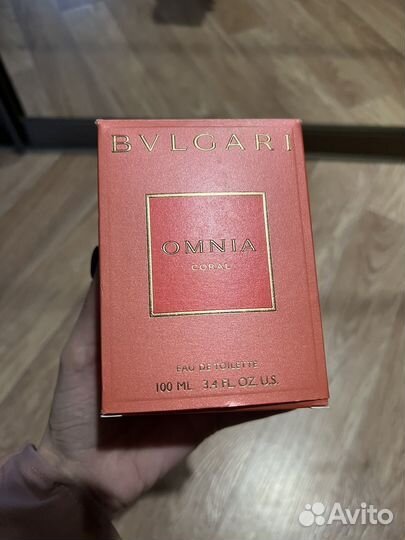 BVLGARI
OMNIA
CORAL
EAU DE TOILETTE
100 ML 3.4 FL. OZ. U.S.
Avito